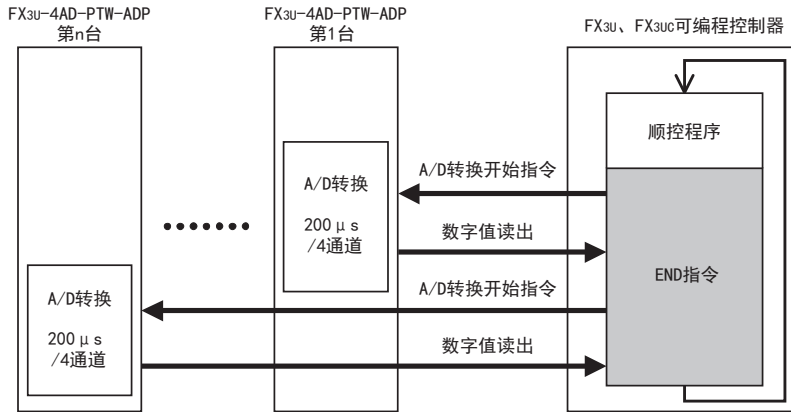 FX3U-4AD-PTW-ADP
第n台
FX3U-4AD-PTW-ADP
第1台
FX3U、FX3UC可编程控制器
顺控程序
A/D转换开始指令
A/D转换
200μs
/4通道
数字值读出
END指令
A/D转换开始指令
A/D转换
200μs
/4通道
数字值读出